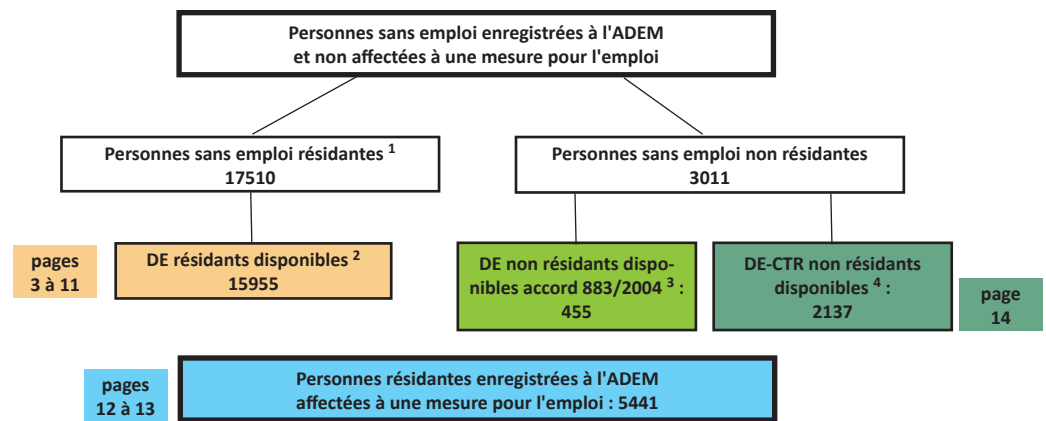 Personnes sans emploi enregistrées à l'ADEM
et non affectées à une mesure pour l'emploi
Personnes sans emploi résidantes 1
17510
Personnes sans emploi non résidantes
3011
pages
3 à 11
DE résidants disponibles 2
15955
DE non résidants dispo-
nibles accord 883/2004 3 :
455
DE-CTR non résidants
disponibles 4 :
2137
page
14
pages
12 à 13
Personnes résidantes enregistrées à l'ADEM
affectées à une mesure pour l'emploi : 5441